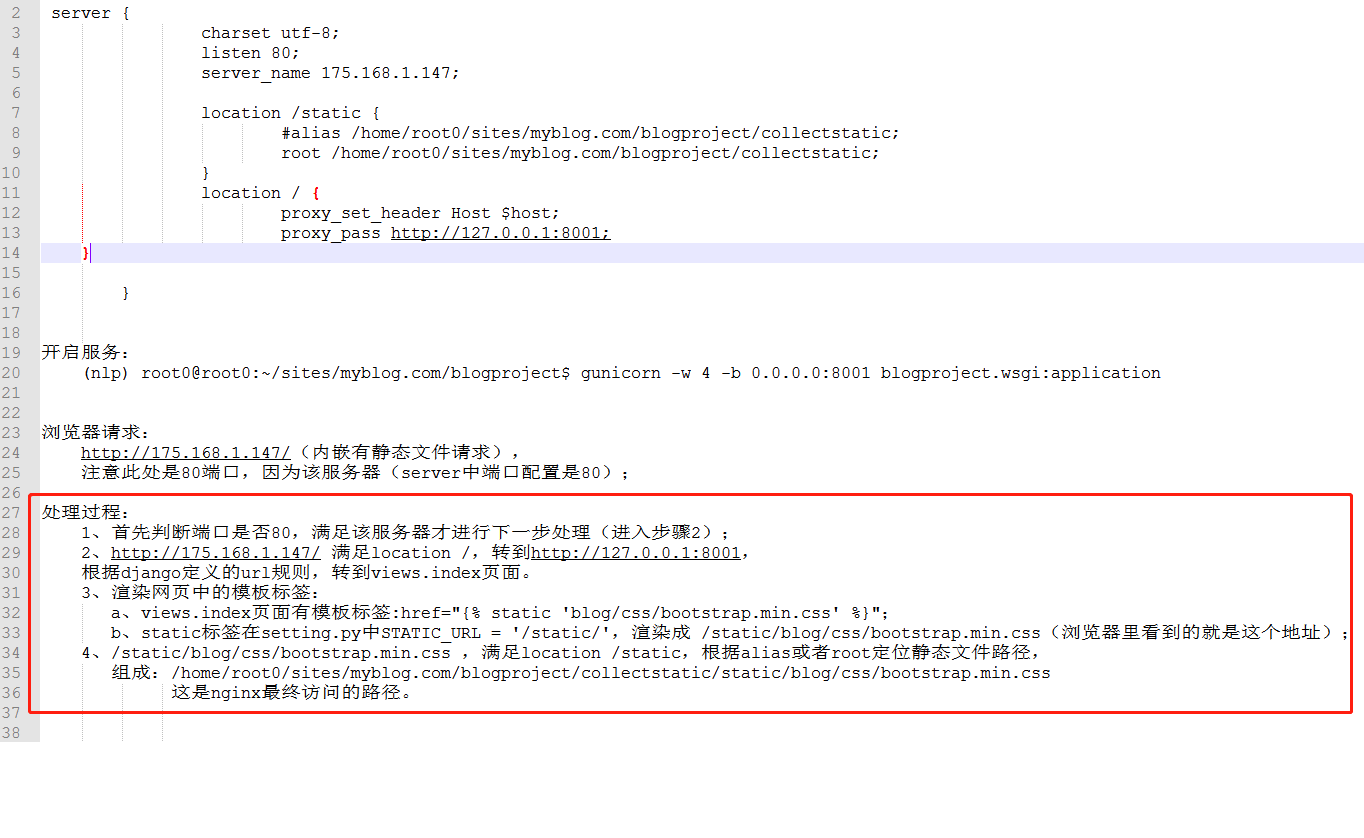 2 server {
3 charset utf-8;
4 listen 80;
5 server_name 175.168.1.147;
6
7 location /static {
8 #alias /home/root0/sites/myblog.com/blogproject/collectstatic;
9 root /home/root0/sites/myblog.com/blogproject/collectstatic;
10 }
11 location / {
12 proxy_set_header Host $host;
13 proxy_pass http://127.0.0.1:8001;
14 }
15
16 }
17
18
19 开启服务：
20 (nlp) root0@root0:~/sites/myblog.com/blogproject$ gunicorn -w 4 -b 0.0.0.0:8001 blogproject.wsgi:application
21
22
23 浏览器请求：
24 http://175.168.1.147/（内嵌有静态文件请求），
25 注意此处是80端口，因为该服务器（server中端口配置是80）；
26
27 处理过程：
28 1、首先判断端口是否80，满足该服务器才进行下一步处理（进入步骤2）；
29 2、http://175.168.1.147/ 满足location /，转到http://127.0.0.1:8001，
30 根据django定义的url规则，转到views.index页面。
31 3、渲染网页中的模板标签：
32 a、views.index页面有模板标签:href="{% static 'blog/css/bootstrap.min.css' %}";
33 b、static标签在setting.py中STATIC_URL = '/static/'，渲染成 /static/blog/css/bootstrap.min.css（浏览器里看到的就是这个地址）；
34 4、/static/blog/css/bootstrap.min.css ，满足location /static，根据alias或者root定位静态文件路径，
35 组成：/home/root0/sites/myblog.com/blogproject/collectstatic/static/blog/css/bootstrap.min.css
36 这是nginx最终访问的路径。
37
38